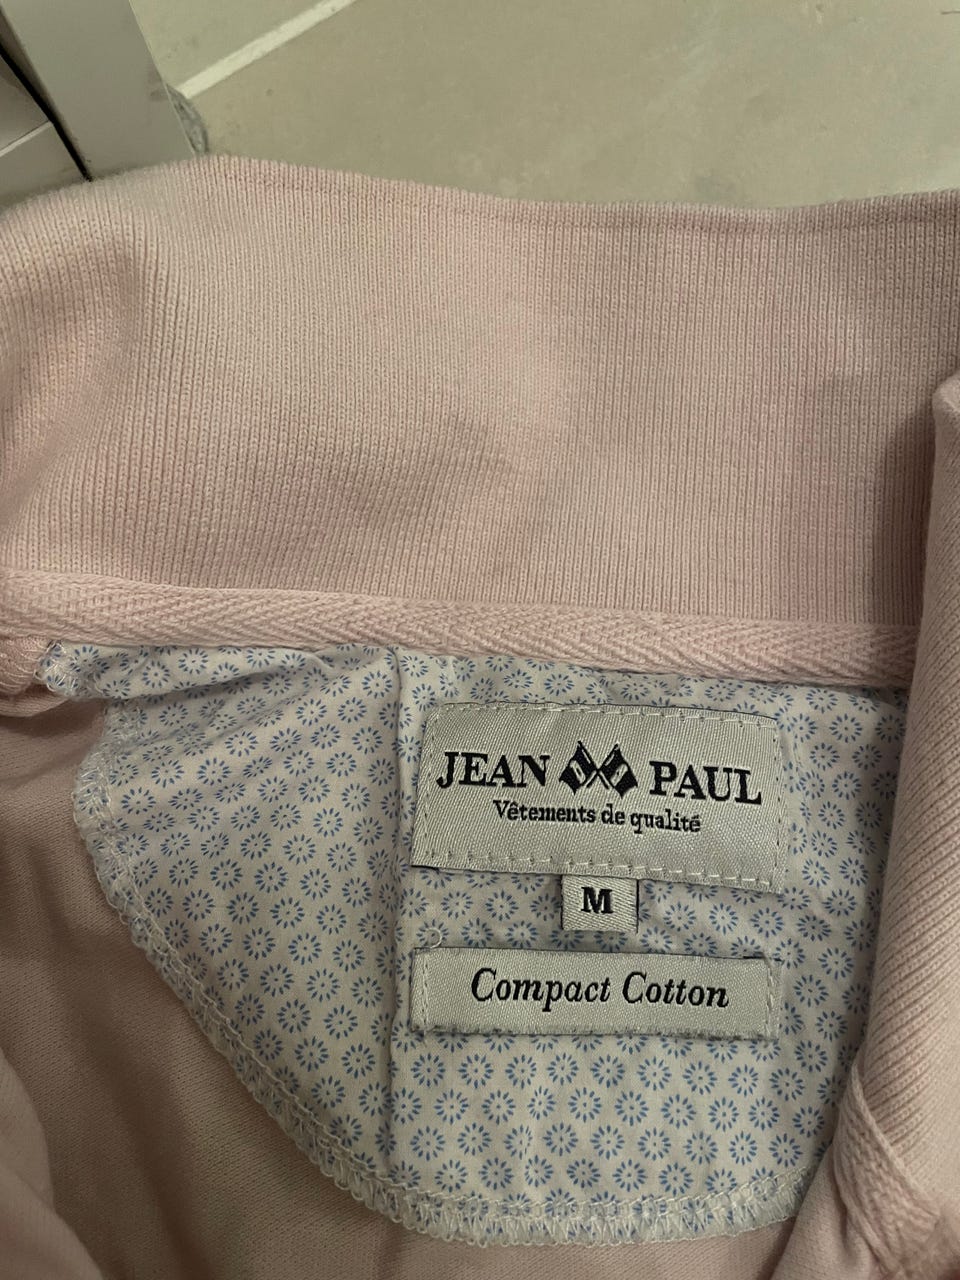 JEAN PAUL
Vêtements de qualité
M
Compact Cotton